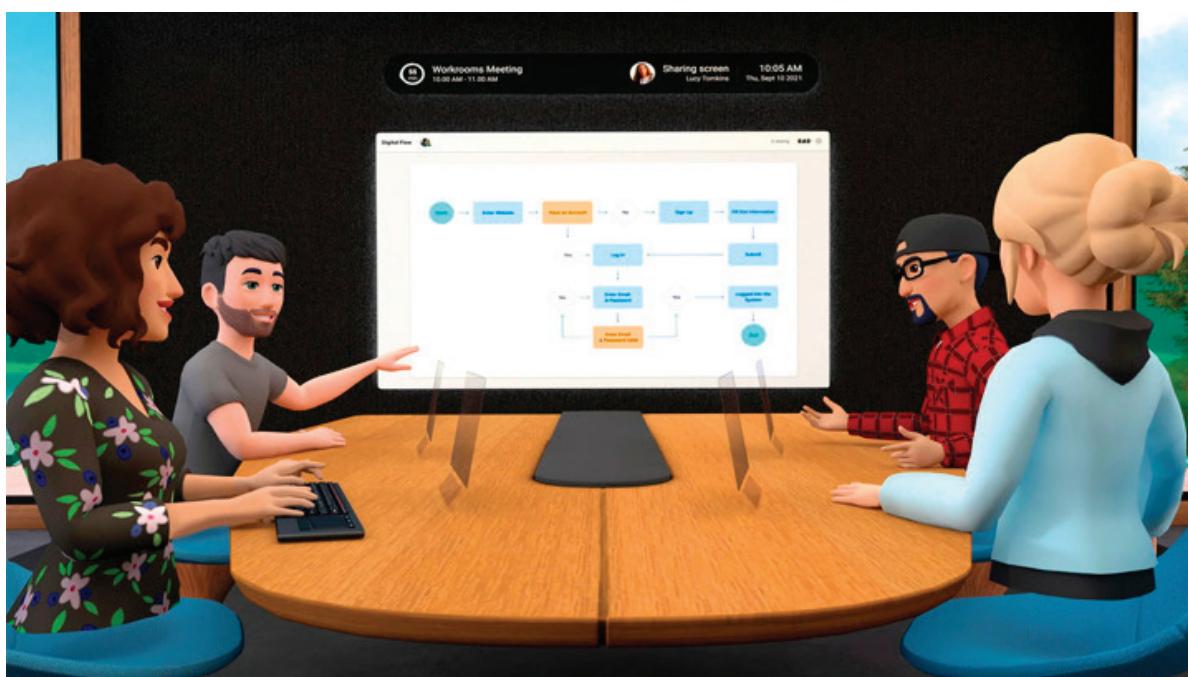 55
Workrooms Meeting
10:00 AM - 11:00 AM
Sharing screen
Lucy Tomkins
10:05 AM
Thu, Sept 10 2021
Digital Flow
Start
Enter Website
Have an Account
No
Sign Up
Fill Out Information
Yes
Log In
Submit
No
Enter Email
& Password
Yes
Logged Into the
System
Enter Email
& Password Valid
End